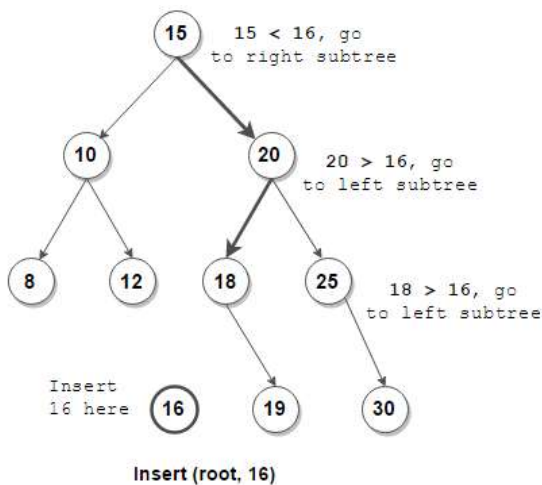 15
15 < 16, go
to right subtree
10
20
20 > 16, go
to left subtree
8
12
18
25
18 > 16, go
to left subtree
Insert
16 here
16
19
30
Insert (root, 16)